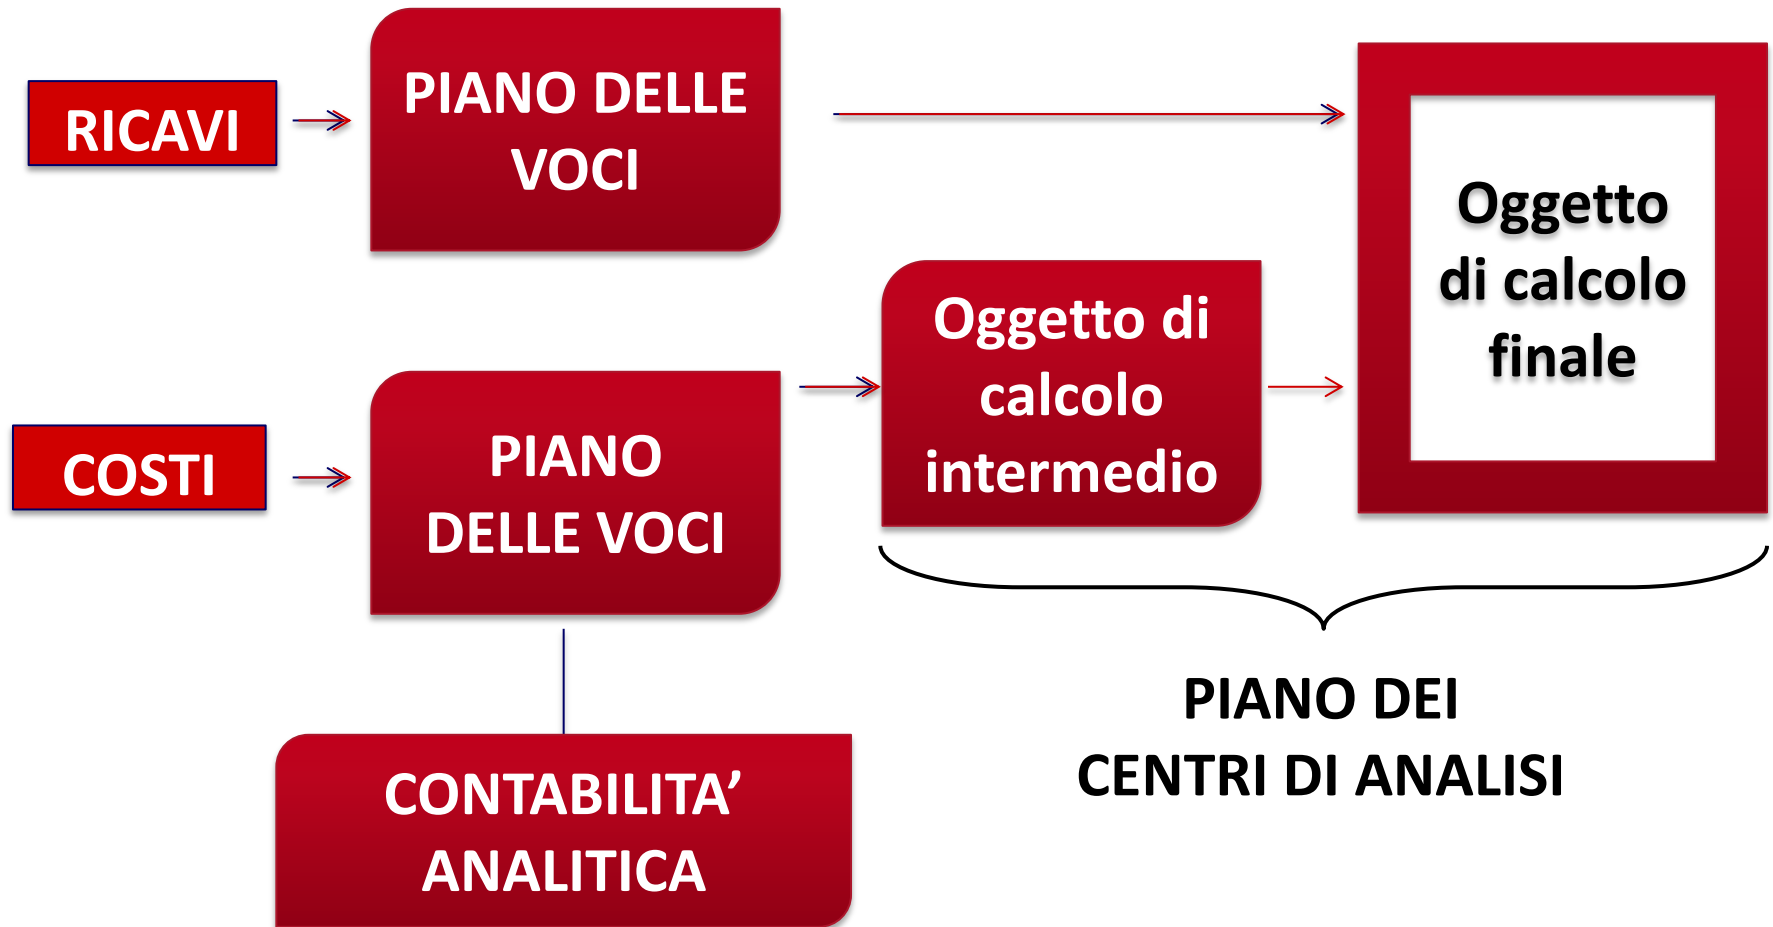 RICAVI
PIANO DELLE
VOCI
Oggetto
di calcolo
finale
Oggetto di
calcolo
intermedio
COSTI
PIANO
DELLE VOCI
PIANO DEI
CENTRI DI ANALISI
CONTABILITA’
ANALITICA